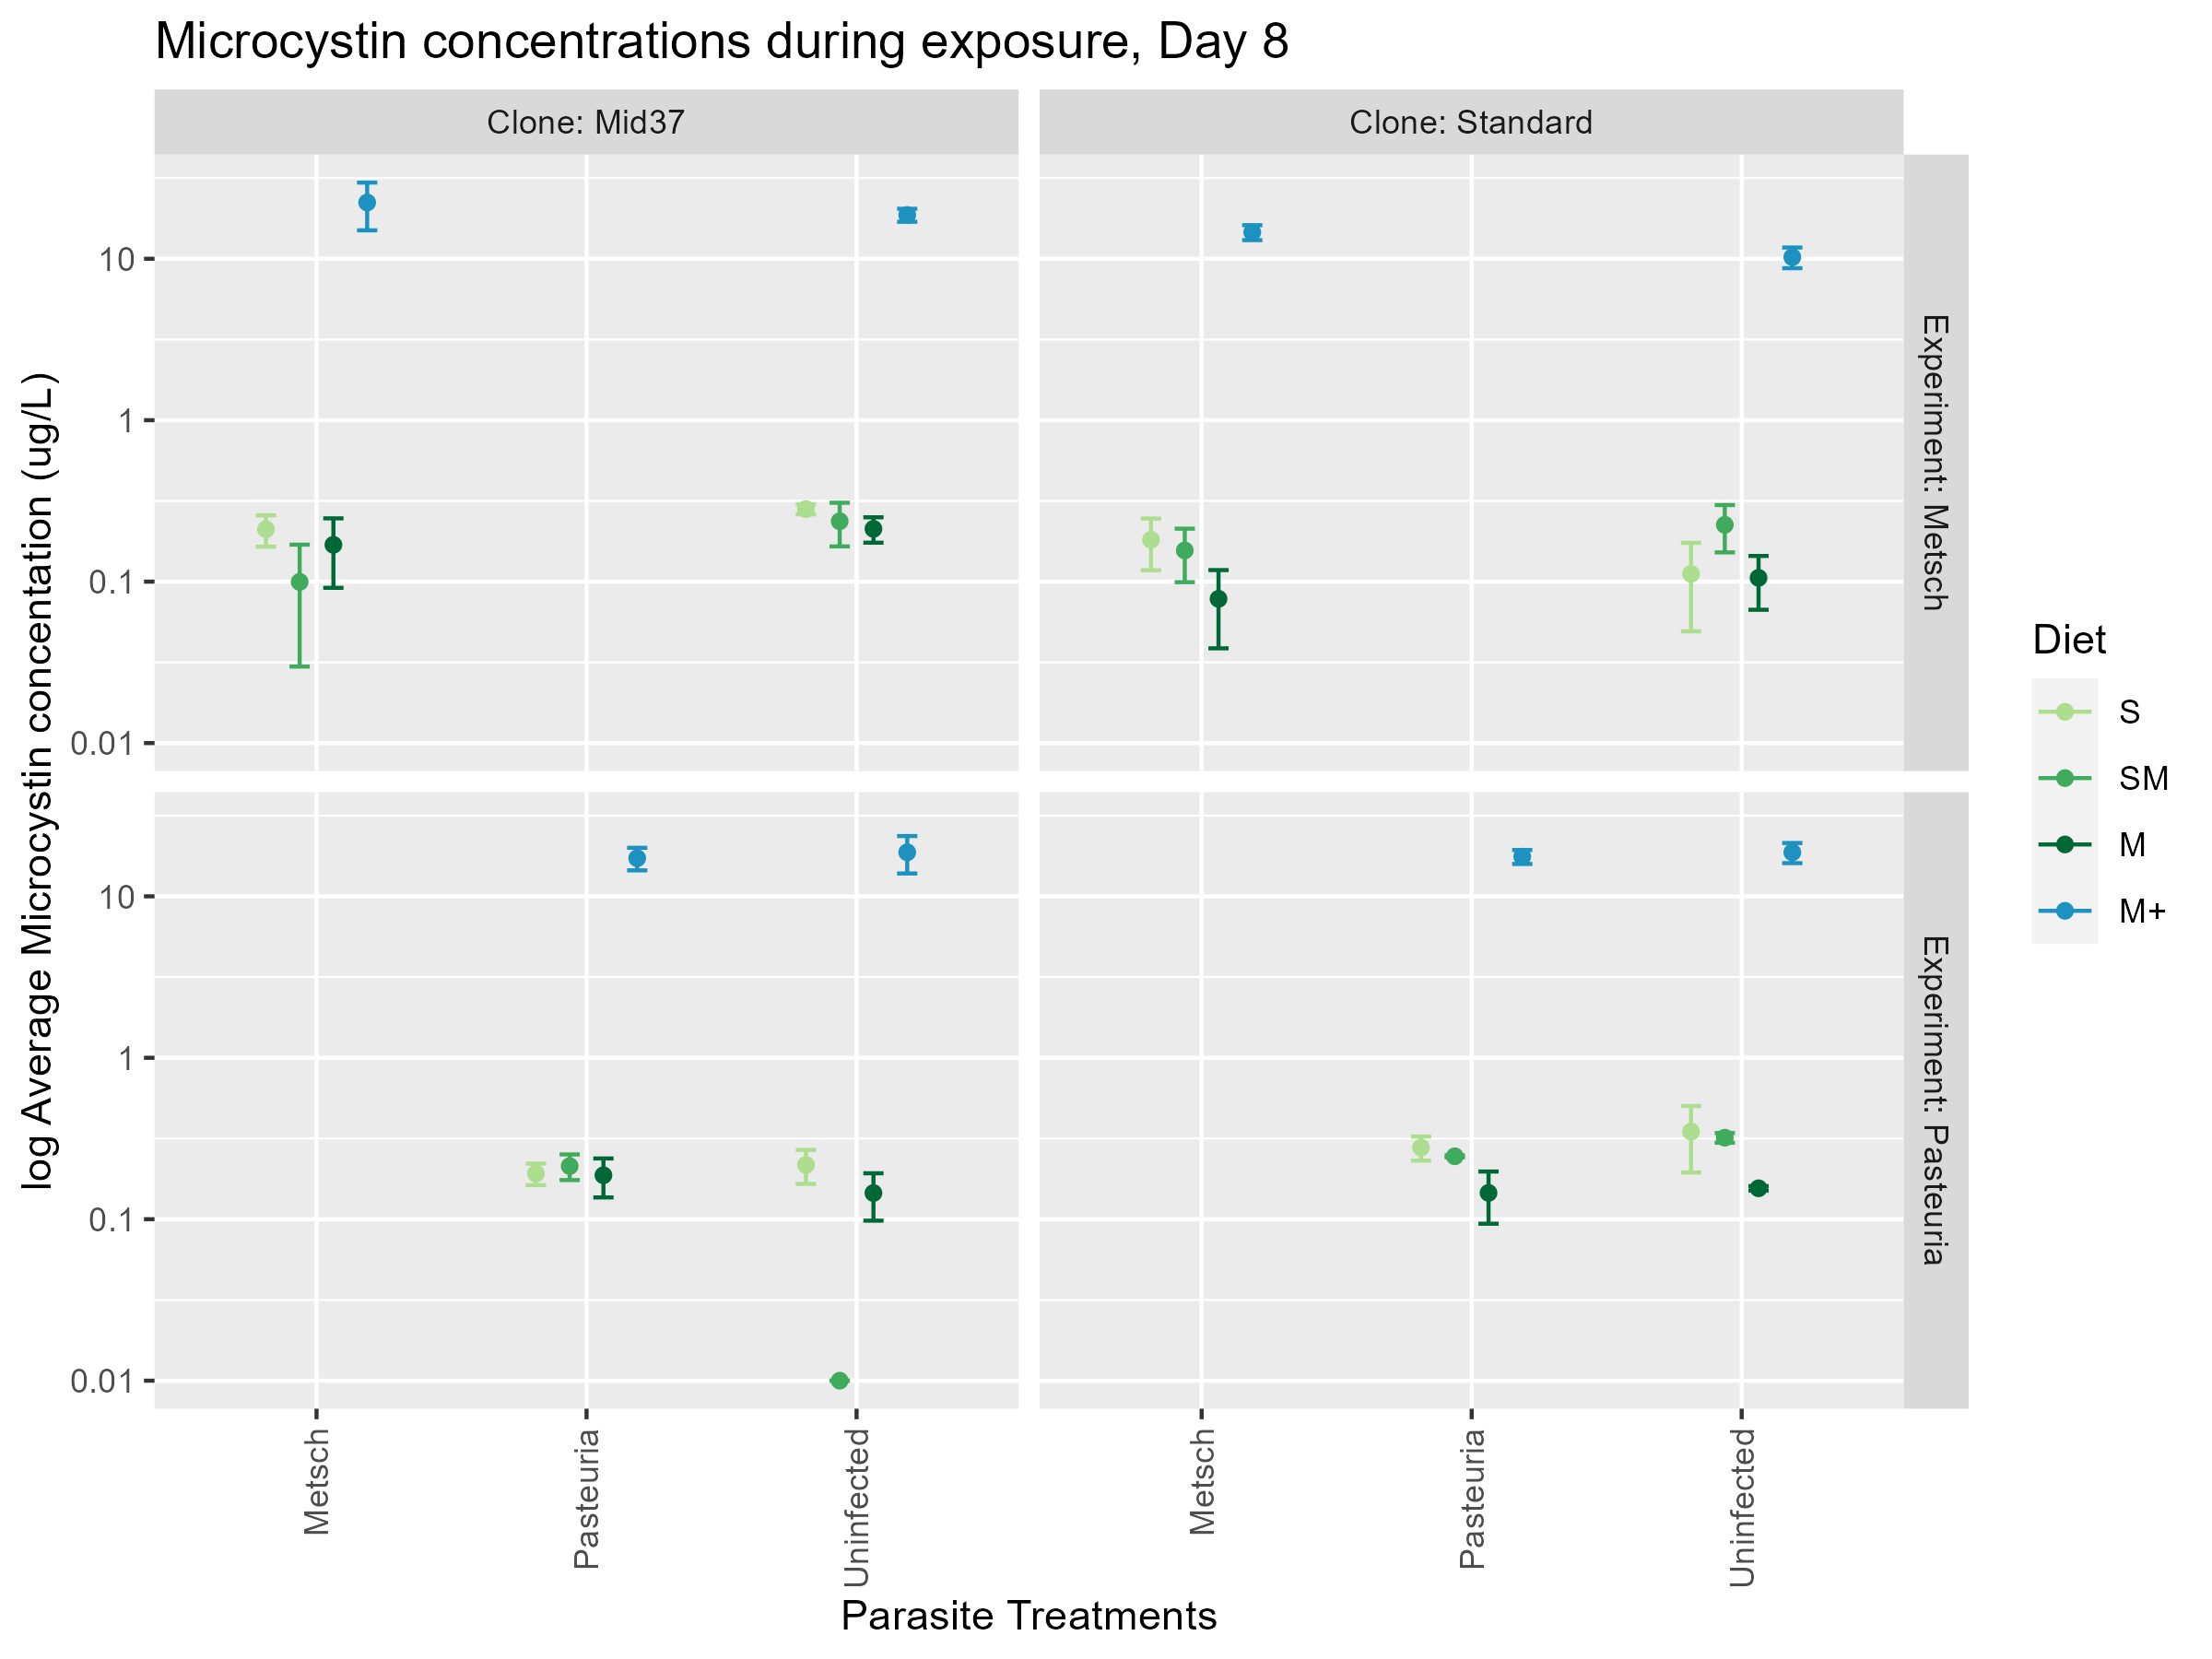 Microcystin concentrations during exposure, Day 8
Clone: Mid37
Clone: Standard
log Average Microcystin concentation (ug/L)
10
1
0.1
0.01
Experiment: Metsch
10
1
0.1
0.01
Experiment: Pasteuria
Metsch
Pasteuria
Uninfected
Metsch
Pasteuria
Uninfected
Parasite Treatments
Diet
S
SM
M
M+